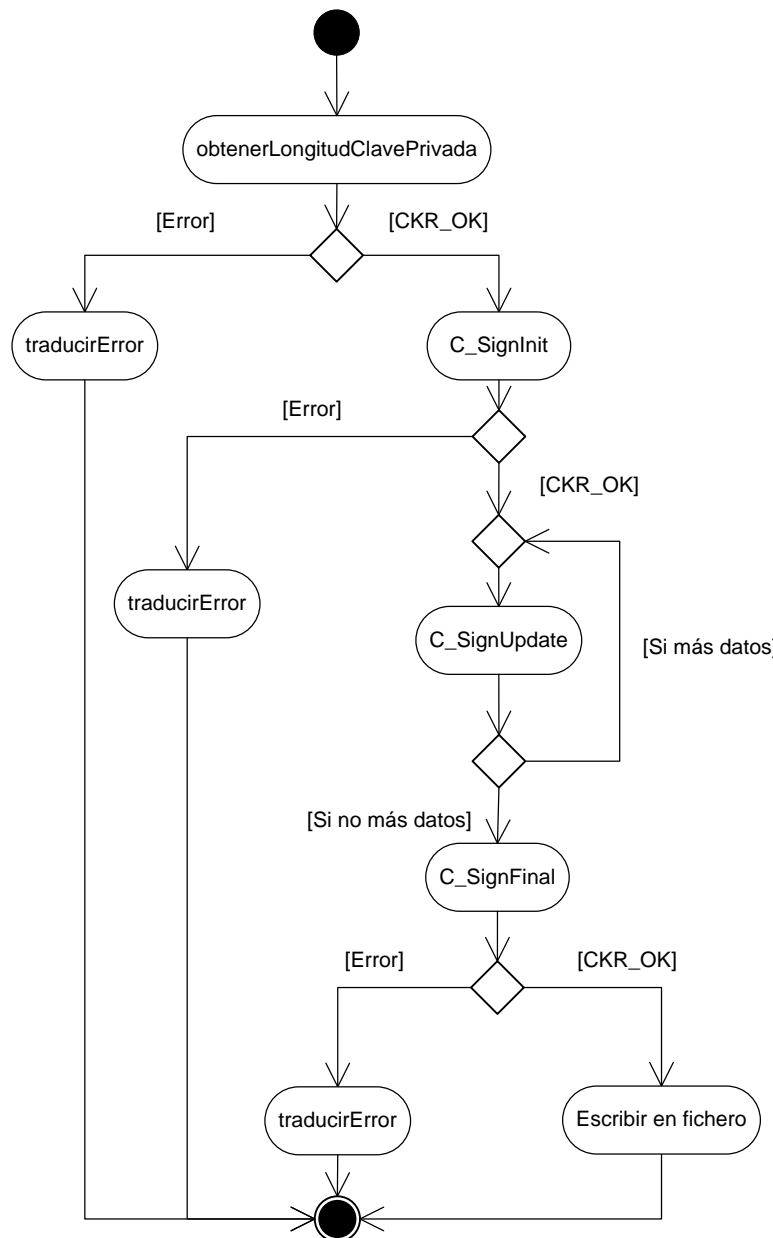 obtenerLongitudClavePrivada
[Error]
[CKR_OK]
traducirError
C_SignInit
[Error]
[CKR_OK]
traducirError
C_SignUpdate
[Si más datos]
[Si no más datos]
C_SignFinal
[Error]
[CKR_OK]
traducirError
Escribir en fichero